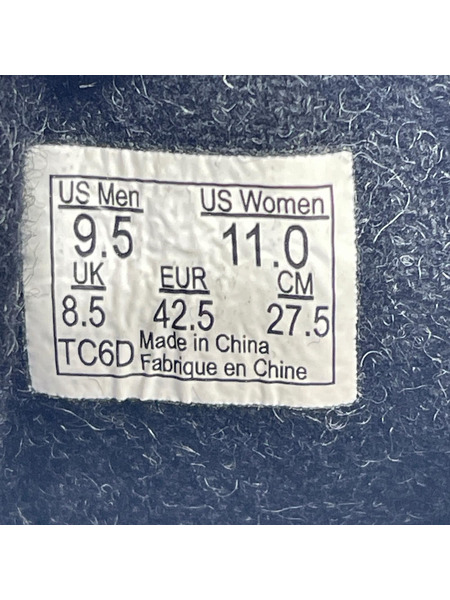 US Men US Women
9.5 11.0
UK EUR CM
8.5 42.5 27.5
TC6D Made in China
Fabrique en Chine